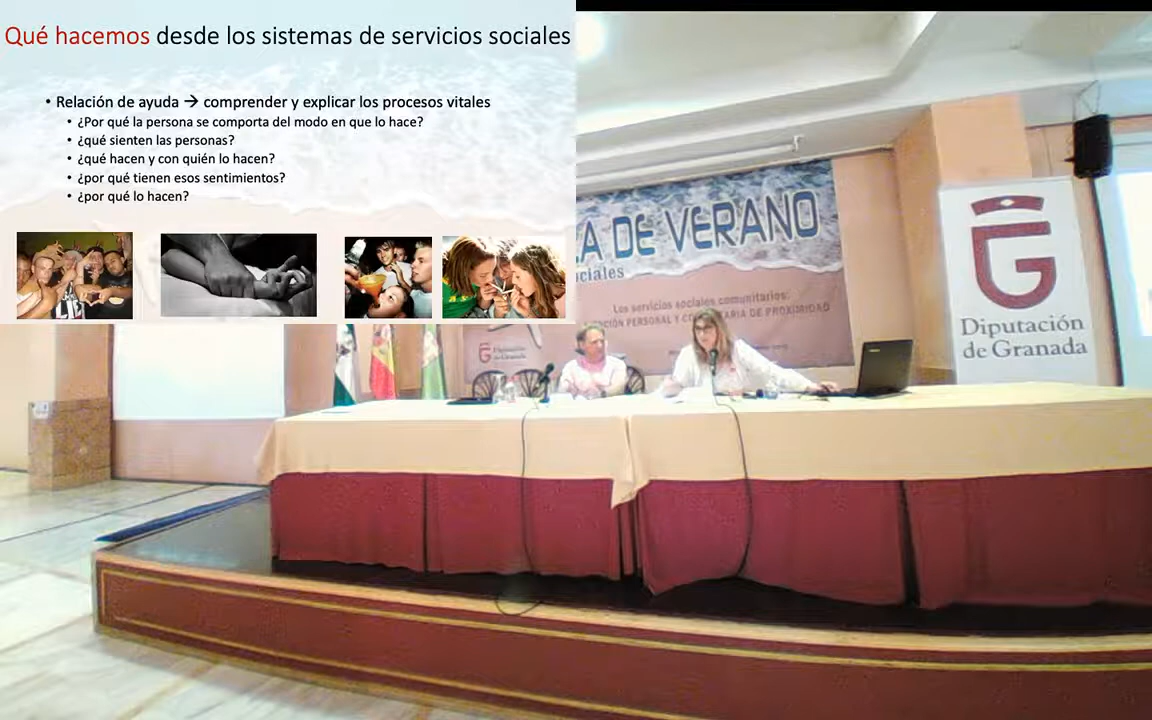 Qué hacemos desde los sistemas de servicios sociales
• Relación de ayuda → comprender y explicar los procesos vitales
• ¿Por qué la persona se comporta del modo en que lo hace?
• ¿qué sienten las personas?
• ¿qué hacen y con quién lo hacen?
• ¿por qué tienen esos sentimientos?
• ¿por qué lo hacen?
A DE VERANO
ciales
Los servicios sociales comunitarios:
PERSONAL Y DE PROXIMIDAD
Diputación
de Granada
G
Diputación
de Granada